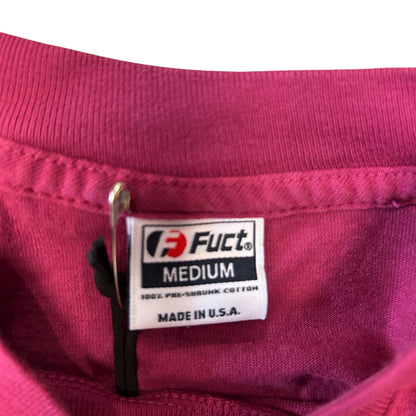 Fuct®
MEDIUM
100% PRE-SHRUNK COTTON
MADE IN U.S.A.